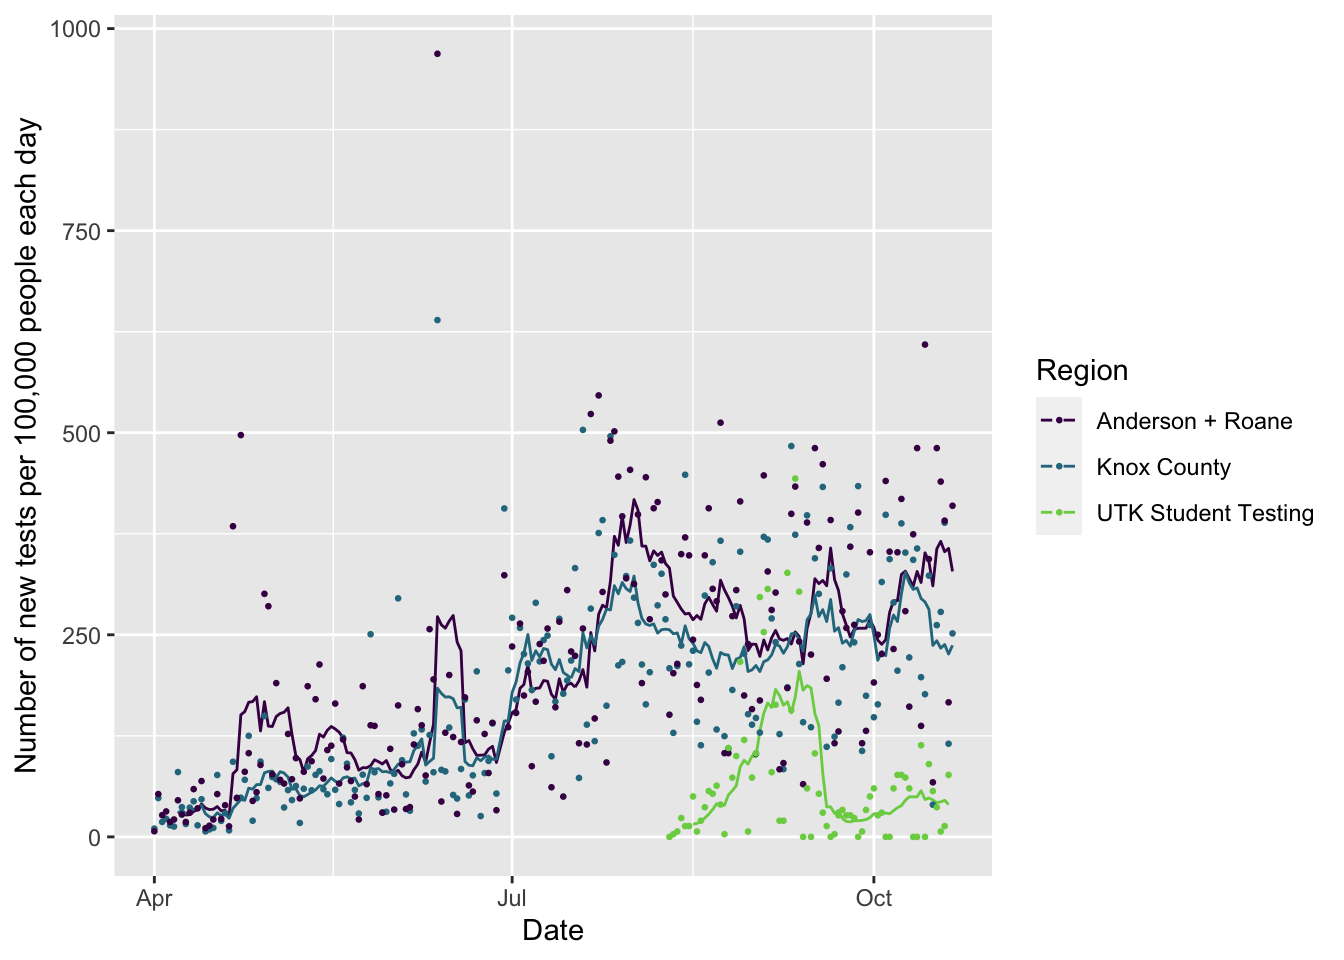 Number of new tests per 100,000 people each day
1000
750
500
250
0
Apr
Jul
Oct
Date
Region
Anderson + Roane
Knox County
UTK Student Testing